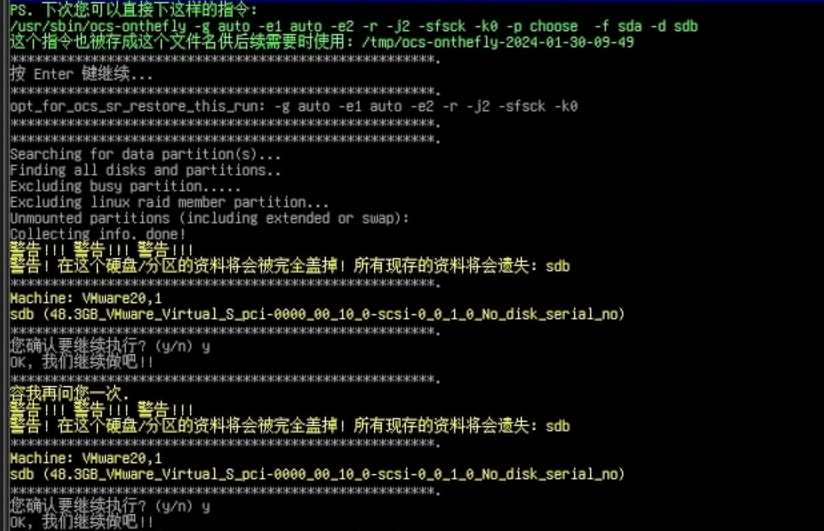 PS. 下次您可以直接下这样的指令:
/usr/sbin/ocs-onthefly -g auto -e1 auto -e2 -r -j2 -sfsck -k0 -p choose  -f sda -d sdb
这个指令也被存成这个文件名供后续需要时使用: /tmp/ocs-onthefly-2024-01-30-09-49
*****************************************************.
按 Enter 键继续...
*****************************************************.
opt_for_ocs_sr_restore_this_run: -g auto -e1 auto -e2 -r -j2 -sfsck -k0
*****************************************************.
*****************************************************.
Searching for data partition(s)...
Finding all disks and partitions..
Excluding busy partition.....
Excluding linux raid member partition...
Unmounted partitions (including extended or swap):
Collecting info. done!
警告!!! 警告!!! 警告!!!
警告! 在这个硬盘/分区的资料将会被完全盖掉! 所有现存的资料将会遗失: sdb
*****************************************************.
Machine: VMware20,1
sdb (48.3GB_VMware_Virtual_S_pci-0000_00_10_0-scsi-0_0_1_0_No_disk_serial_no)
*****************************************************.
您确认要继续执行? (y/n) y
OK, 我们继续做吧!!
*****************************************************.
容我再问您一次.
警告!!! 警告!!! 警告!!!
警告! 在这个硬盘/分区的资料将会被完全盖掉! 所有现存的资料将会遗失: sdb
*****************************************************.
Machine: VMware20,1
sdb (48.3GB_VMware_Virtual_S_pci-0000_00_10_0-scsi-0_0_1_0_No_disk_serial_no)
*****************************************************.
您确认要继续执行? (y/n) y
OK, 我们继续做吧!!